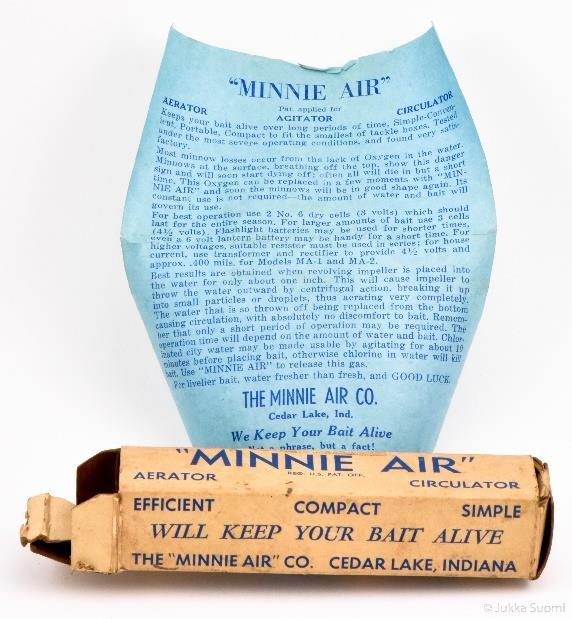 "MINNIE AIR"
Pat. applied for
AERATOR AGITATOR CIRCULATOR
Keeps your bait alive over long periods of time, Simple-Conven-
ient, Portable, Compact to fit the smallest of tackle boxes. Tested
under the most severe operating conditions, and found very satis-
factory.
Most minnow losses occur from the lack of Oxygen in the water.
Minnows at the surface, breathing off the top, show this danger
sign and will soon start dying off; often all will die in but a short
time. This Oxygen can be replaced in a few moments with "MIN-
NIE AIR" and soon the minnows will be in good shape again. Its
constant use is not required—the amount of water and bait will
govern its use.
For best operation use 2 No. 6 dry cells (3 volts) which should
last for the entire season. For larger amounts of bait use 3 cells
(4½ volts). Flashlight batteries may be used for shorter times,
even a 6 volt lantern battery may be handy for a short time. For
higher voltages, suitable resistor must be used in series; for house
current, use transformer and rectifier to provide 4½ volts and
approx. .400 mils. for Models MA-1 and MA-2.
Best results are obtained when revolving impeller is placed into
the water for only about one inch. This will cause impeller to
throw the water outward by centrifugal action, breaking it up
into small particles or droplets, thus aerating very completely.
The water that is so thrown off being replaced from the bottom
causing circulation, with absolutely no discomfort to bait. Remem-
ber that only a short period of operation may be required. The
operation time will depend on the amount of water and bait. Chlor-
inated city water may be made usable by agitating for about 10
minutes before placing bait, otherwise chlorine in water will kill
bait. Use "MINNIE AIR" to release this gas.
For livelier bait, water fresher than fresh, and GOOD LUCK.
THE MINNIE AIR CO.
Cedar Lake, Ind.
We Keep Your Bait Alive
Not a phrase, but a fact!
"MINNIE AIR"
REG. U.S. PAT. OFF.
AERATOR CIRCULATOR
EFFICIENT COMPACT SIMPLE
WILL KEEP YOUR BAIT ALIVE
THE "MINNIE AIR" CO. CEDAR LAKE, INDIANA
© Jukka Suomi